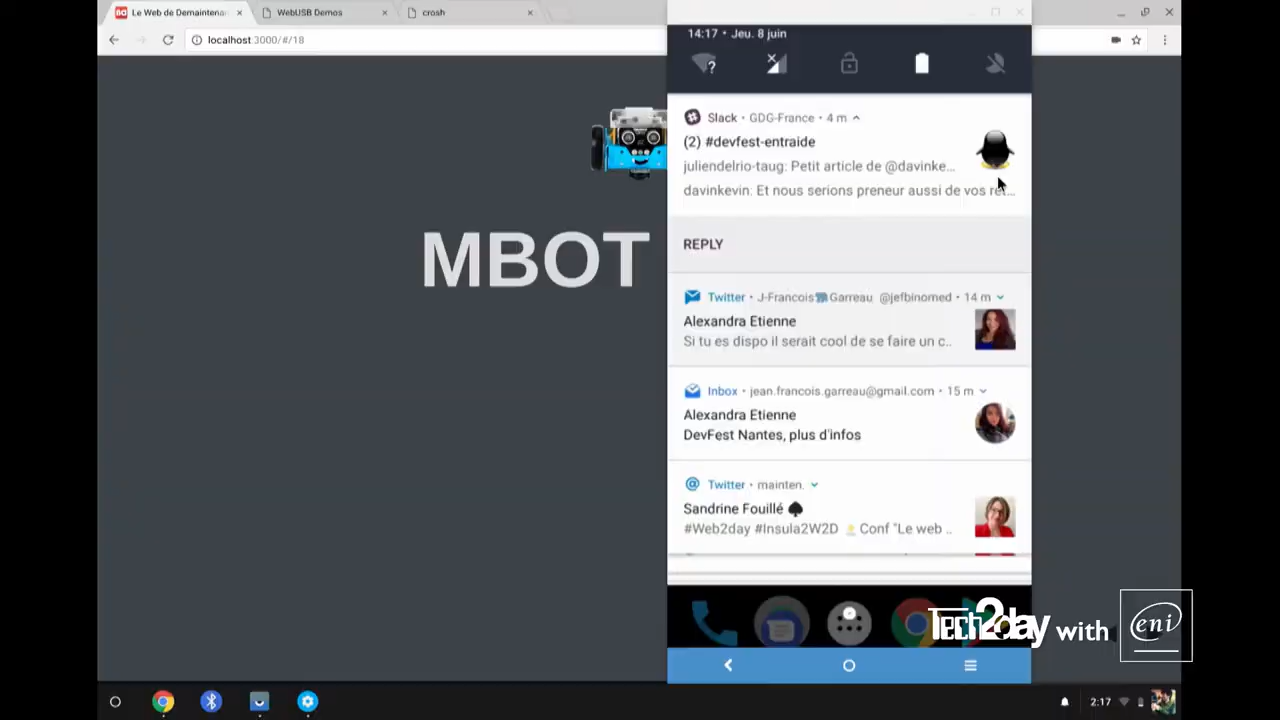 Le Web de Demaintenan
WebUSB Demos
crosh
localhost:3000/#/18
MBOT
14:17 • Jeu. 8 juin
Slack • GDG-France • 4 m
(2) #devfest-entraide
juliendelrio-taug: Petit article de @davinke...
davinkevin: Et nous serions preneur aussi de vos ret...
REPLY
Twitter • J-Francois🐘Garreau @jefbinomed • 14 m
Alexandra Etienne
Si tu es dispo il serait cool de se faire un c..
Inbox • jean.francois.garreau@gmail.com • 15 m
Alexandra Etienne
DevFest Nantes, plus d'infos
Twitter • mainten.
Sandrine Fouillé ♠
#Web2day #Insula2W2D Conf "Le web ..
Tech2day with eni
2:17